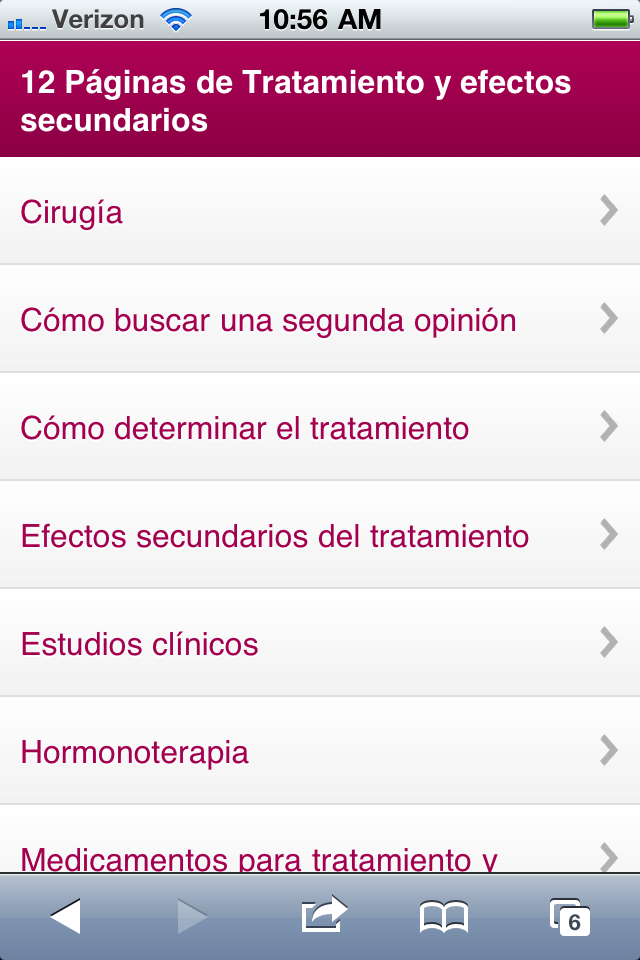 Verizon 10:56 AM
12 Páginas de Tratamiento y efectos
secundarios
Cirugía
Cómo buscar una segunda opinión
Cómo determinar el tratamiento
Efectos secundarios del tratamiento
Estudios clínicos
Hormonoterapia
Medicamentos para tratamiento y
6